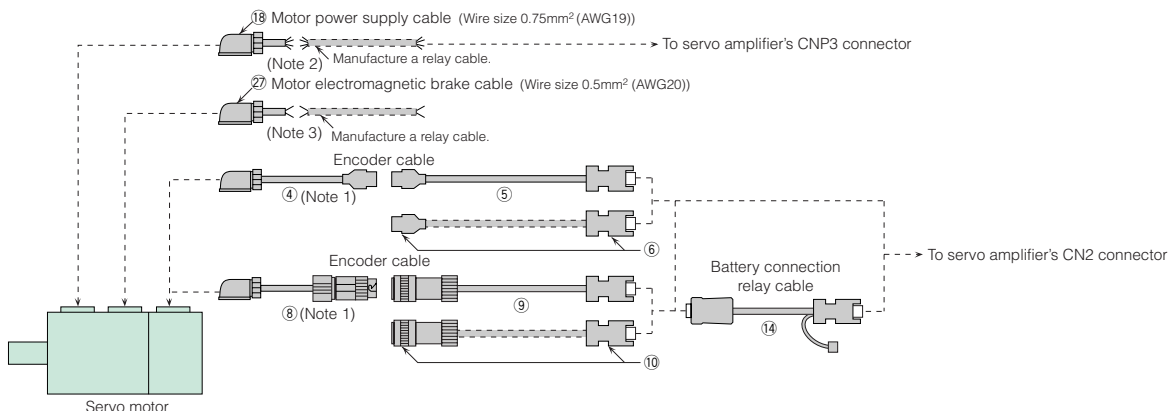 ⑱ Motor power supply cable (Wire size 0.75mm² (AWG19))
To servo amplifier's CNP3 connector
Manufacture a relay cable.
(Note 2)
㉗ Motor electromagnetic brake cable (Wire size 0.5mm² (AWG20))
(Note 3)
Manufacture a relay cable.
Encoder cable
④ (Note 1)
⑤
⑥
To servo amplifier's CN2 connector
Encoder cable
Battery connection
relay cable
⑧ (Note 1)
⑨
⑭
⑩
Servo motor